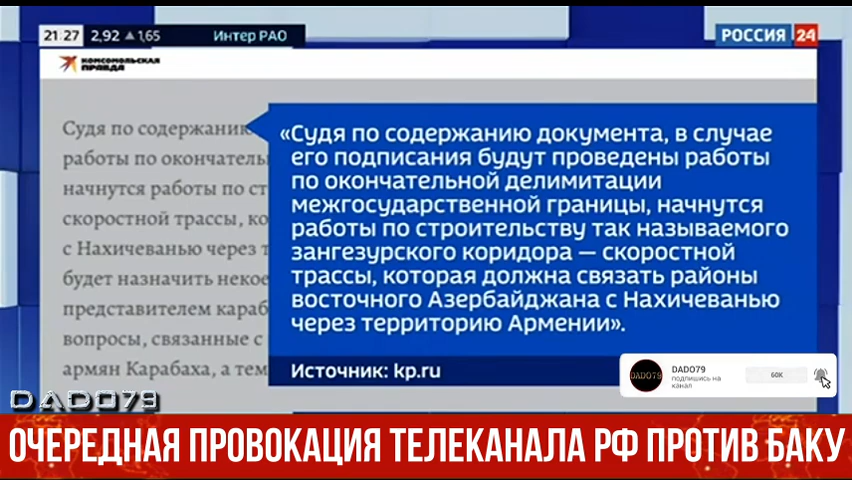 21:27 2,92 ▲1,65 Интер РАО
РОССИЯ 24
КОМСОМОЛЬСКАЯ
ПРАВДА
Судя по содержанию
работы по окончатель
начнутся работы по ст
скоростной трассы, ко
с Нахичеванью через т
будет назначить некое
представителем караб
вопросы, связанные с
армян Карабаха, а тем
«Судя по содержанию документа, в случае
его подписания будут проведены работы
по окончательной делимитации
межгосударственной границы, начнутся
работы по строительству так называемого
зангезурского коридора — скоростной
трассы, которая должна связать районы
восточного Азербайджана с Нахичеванью
через территорию Армении».
Источник: kp.ru
DADO79
DADO79
подпишись на
канал
60K
DADO79
ОЧЕРЕДНАЯ ПРОВОКАЦИЯ ТЕЛЕКАНАЛА РФ ПРОТИВ БАКУ